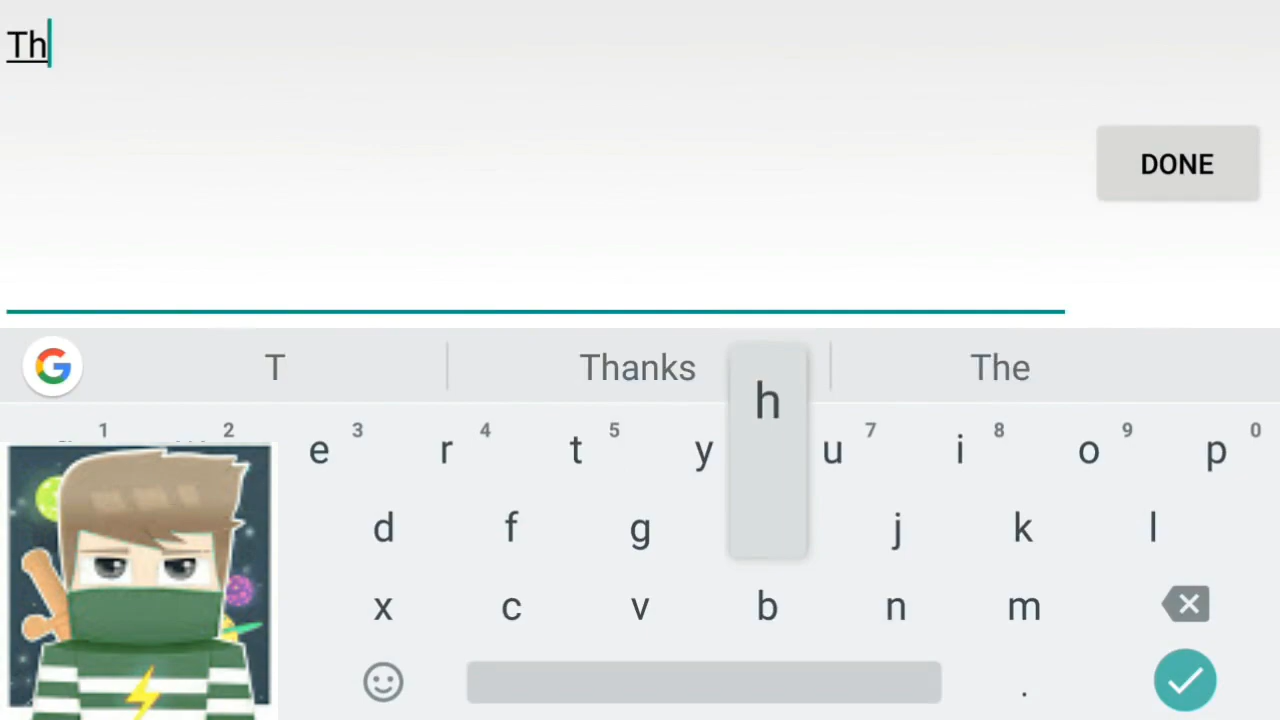 Th
DONE
T Thanks The
h
1 2 3 4 5 7 8 9 0
e r t y u i o p
d f g j k l
x c v b n m
.